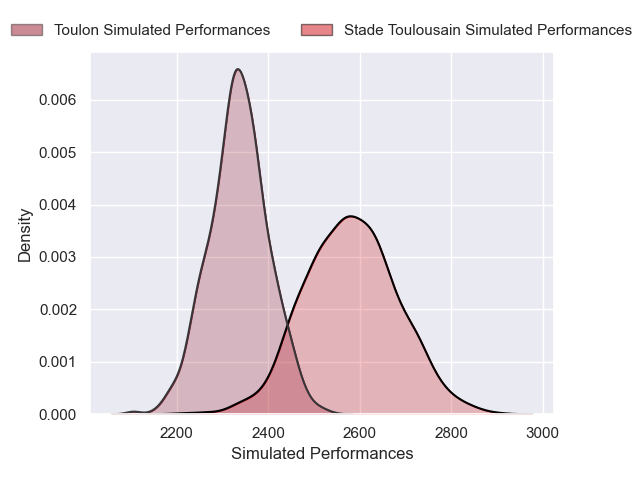 Toulon Simulated Performances Stade Toulousain Simulated Performances
0.006
0.005
0.004
0.003
0.002
0.001
0.000
Density
2200 2400 2600 2800 3000
Simulated Performances